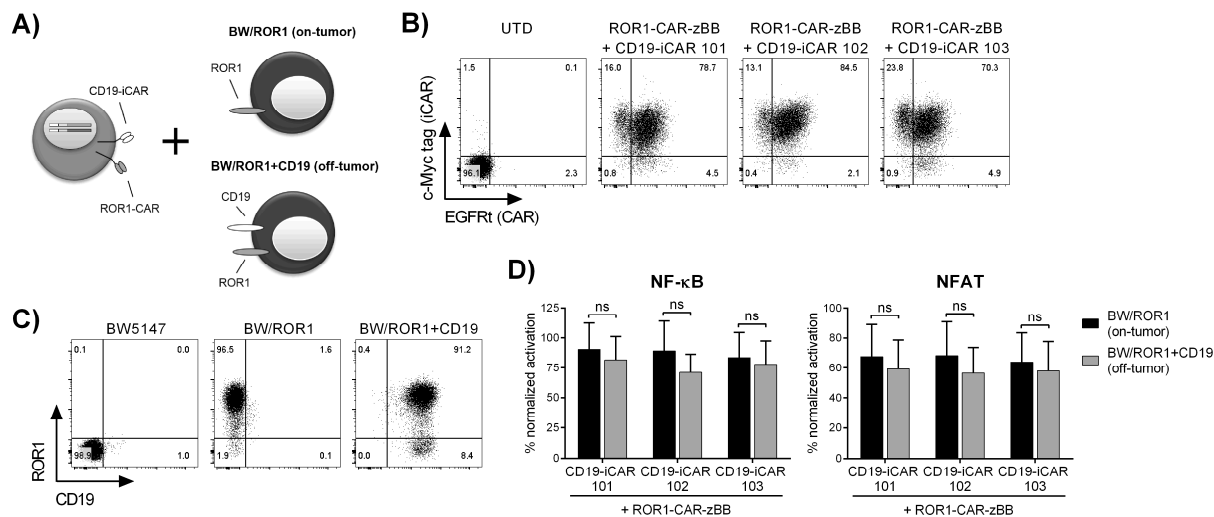 A)
BW/ROR1 (on-tumor)
ROR1
CD19-iCAR
ROR1-CAR
BW/ROR1+CD19 (off-tumor)
CD19
ROR1
B)
UTD
ROR1-CAR-zBB
+ CD19-iCAR 101
ROR1-CAR-zBB
+ CD19-iCAR 102
ROR1-CAR-zBB
+ CD19-iCAR 103
1.5 0.1
96.1 2.3
16.0 78.7
0.8 4.5
13.1 84.5
0.4 2.1
23.8 70.3
0.9 4.9
c-Myc tag (iCAR)
EGFRt (CAR)
C)
BW5147
BW/ROR1
BW/ROR1+CD19
0.1 0.0
98.9 1.0
96.5 1.6
1.9 0.1
0.4 91.2
0.0 8.4
ROR1
CD19
D)
NF-κB
% normalized activation
125
100
75
50
25
0
ns
ns
ns
CD19-iCAR
101
CD19-iCAR
102
CD19-iCAR
103
+ ROR1-CAR-zBB
NFAT
% normalized activation
100
80
60
40
20
0
ns
ns
ns
CD19-iCAR
101
CD19-iCAR
102
CD19-iCAR
103
+ ROR1-CAR-zBB
BW/ROR1
(on-tumor)
BW/ROR1+CD19
(off-tumor)